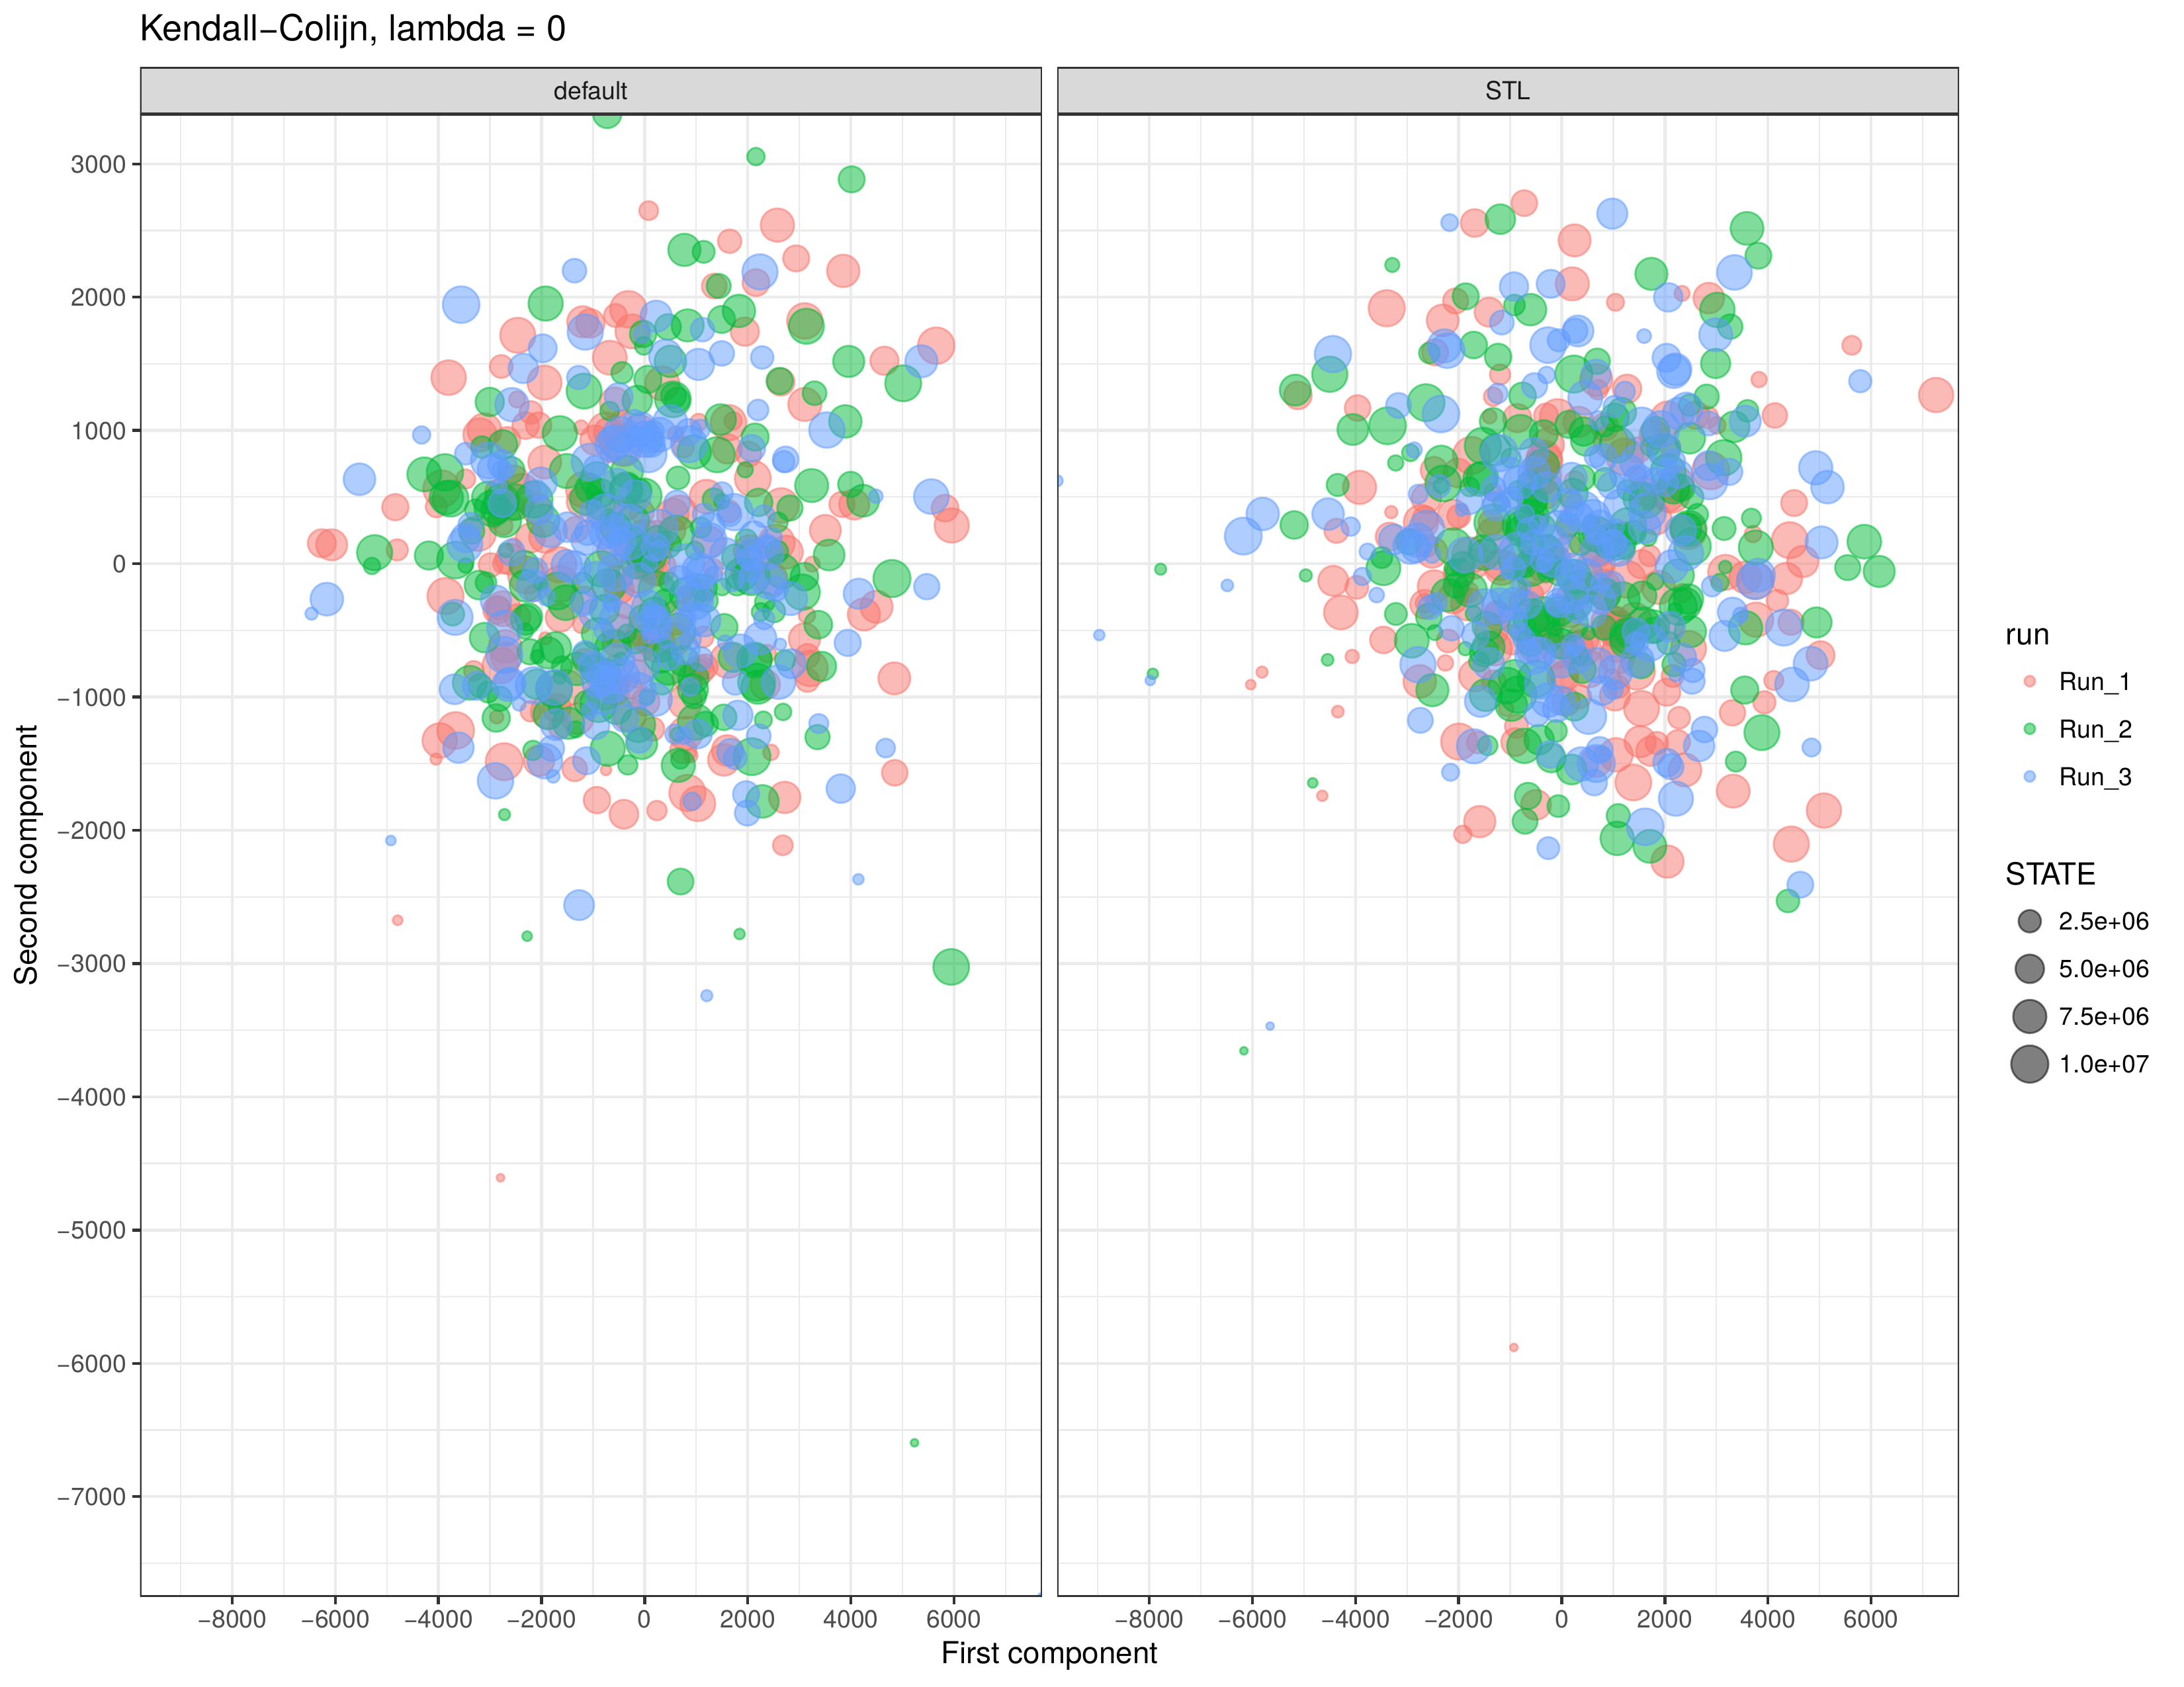 Kendall−Colijn, lambda = 0
default
STL
3000
2000
1000
0
−1000
−2000
−3000
−4000
−5000
−6000
−7000
Second component
−8000 −6000 −4000 −2000 0 2000 4000 6000
−8000 −6000 −4000 −2000 0 2000 4000 6000
First component
run
Run_1
Run_2
Run_3
STATE
2.5e+06
5.0e+06
7.5e+06
1.0e+07